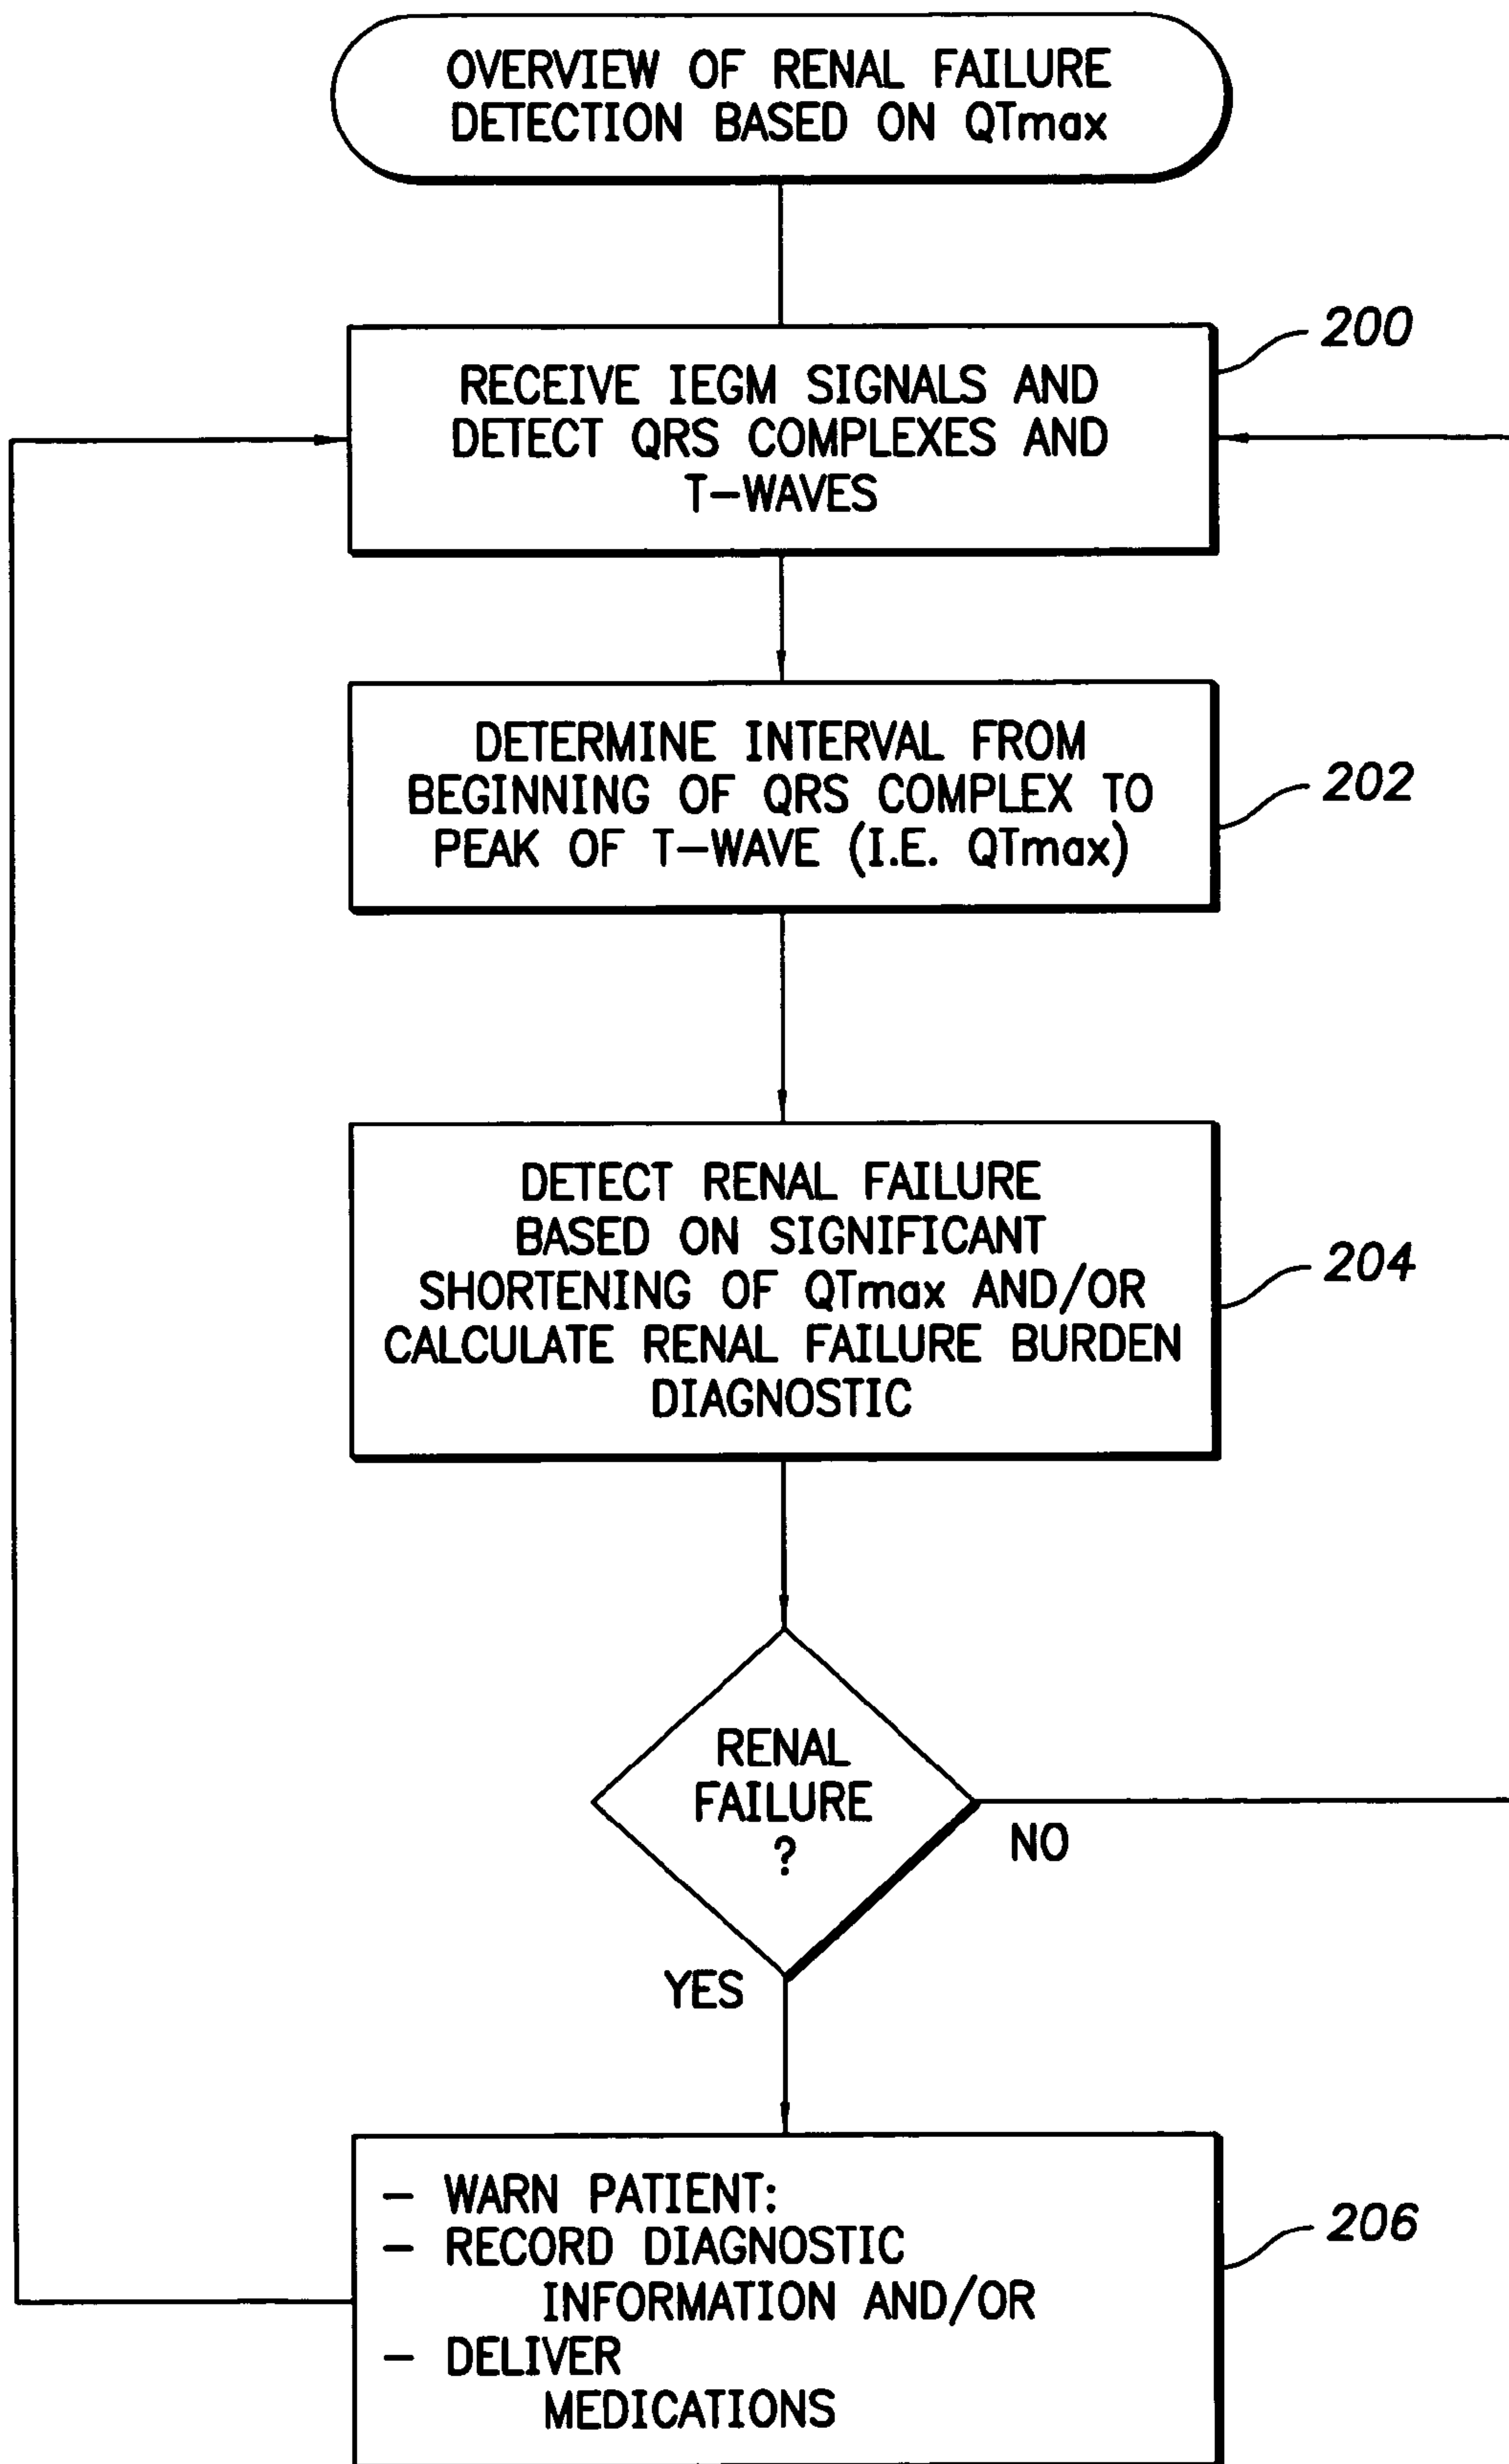 OVERVIEW OF RENAL FAILURE
DETECTION BASED ON QTmax
200
RECEIVE IEGM SIGNALS AND
DETECT QRS COMPLEXES AND
T-WAVES
202
DETERMINE INTERVAL FROM
BEGINNING OF QRS COMPLEX TO
PEAK OF T-WAVE (I.E. QTmax)
204
DETECT RENAL FAILURE
BASED ON SIGNIFICANT
SHORTENING OF QTmax AND/OR
CALCULATE RENAL FAILURE BURDEN
DIAGNOSTIC
RENAL
FAILURE
?
NO
YES
206
- WARN PATIENT:
- RECORD DIAGNOSTIC
INFORMATION AND/OR
- DELIVER
MEDICATIONS